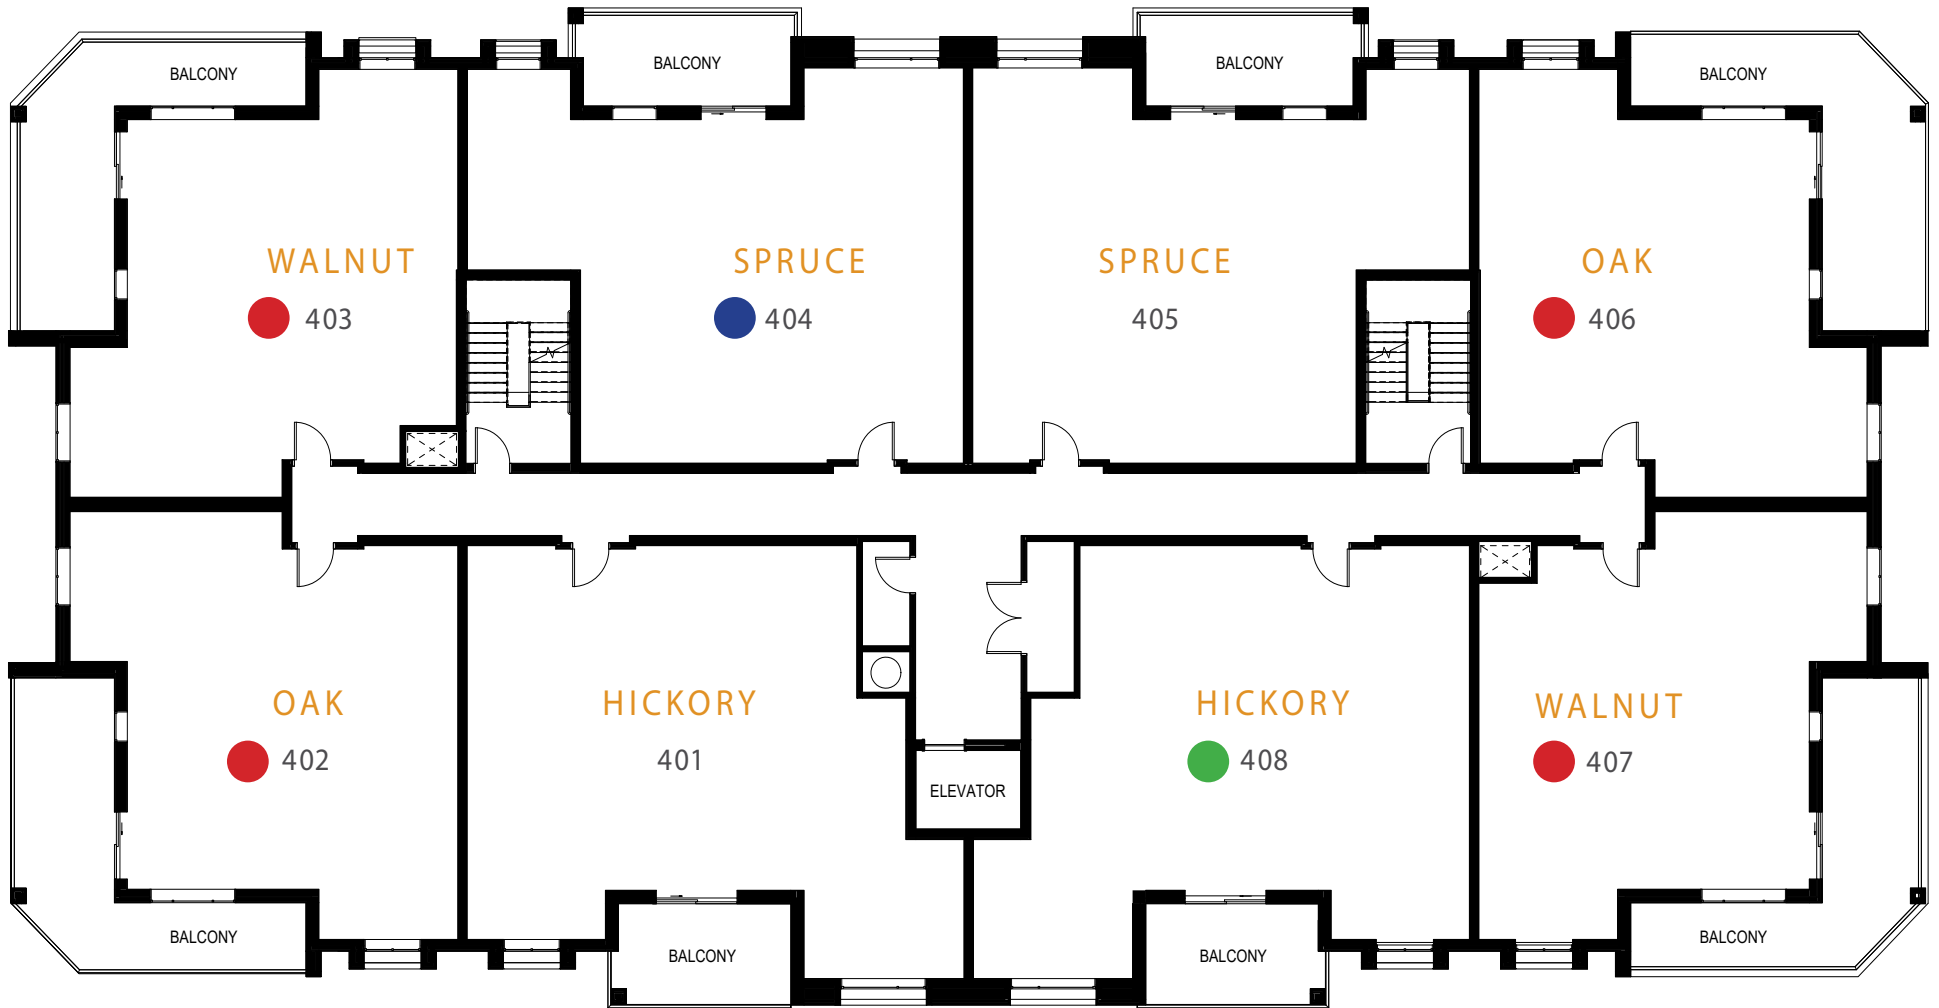 BALCONY
BALCONY
BALCONY
BALCONY
WALNUT
403
SPRUCE
404
SPRUCE
405
OAK
406
OAK
402
HICKORY
401
ELEVATOR
HICKORY
408
WALNUT
407
BALCONY
BALCONY
BALCONY
BALCONY